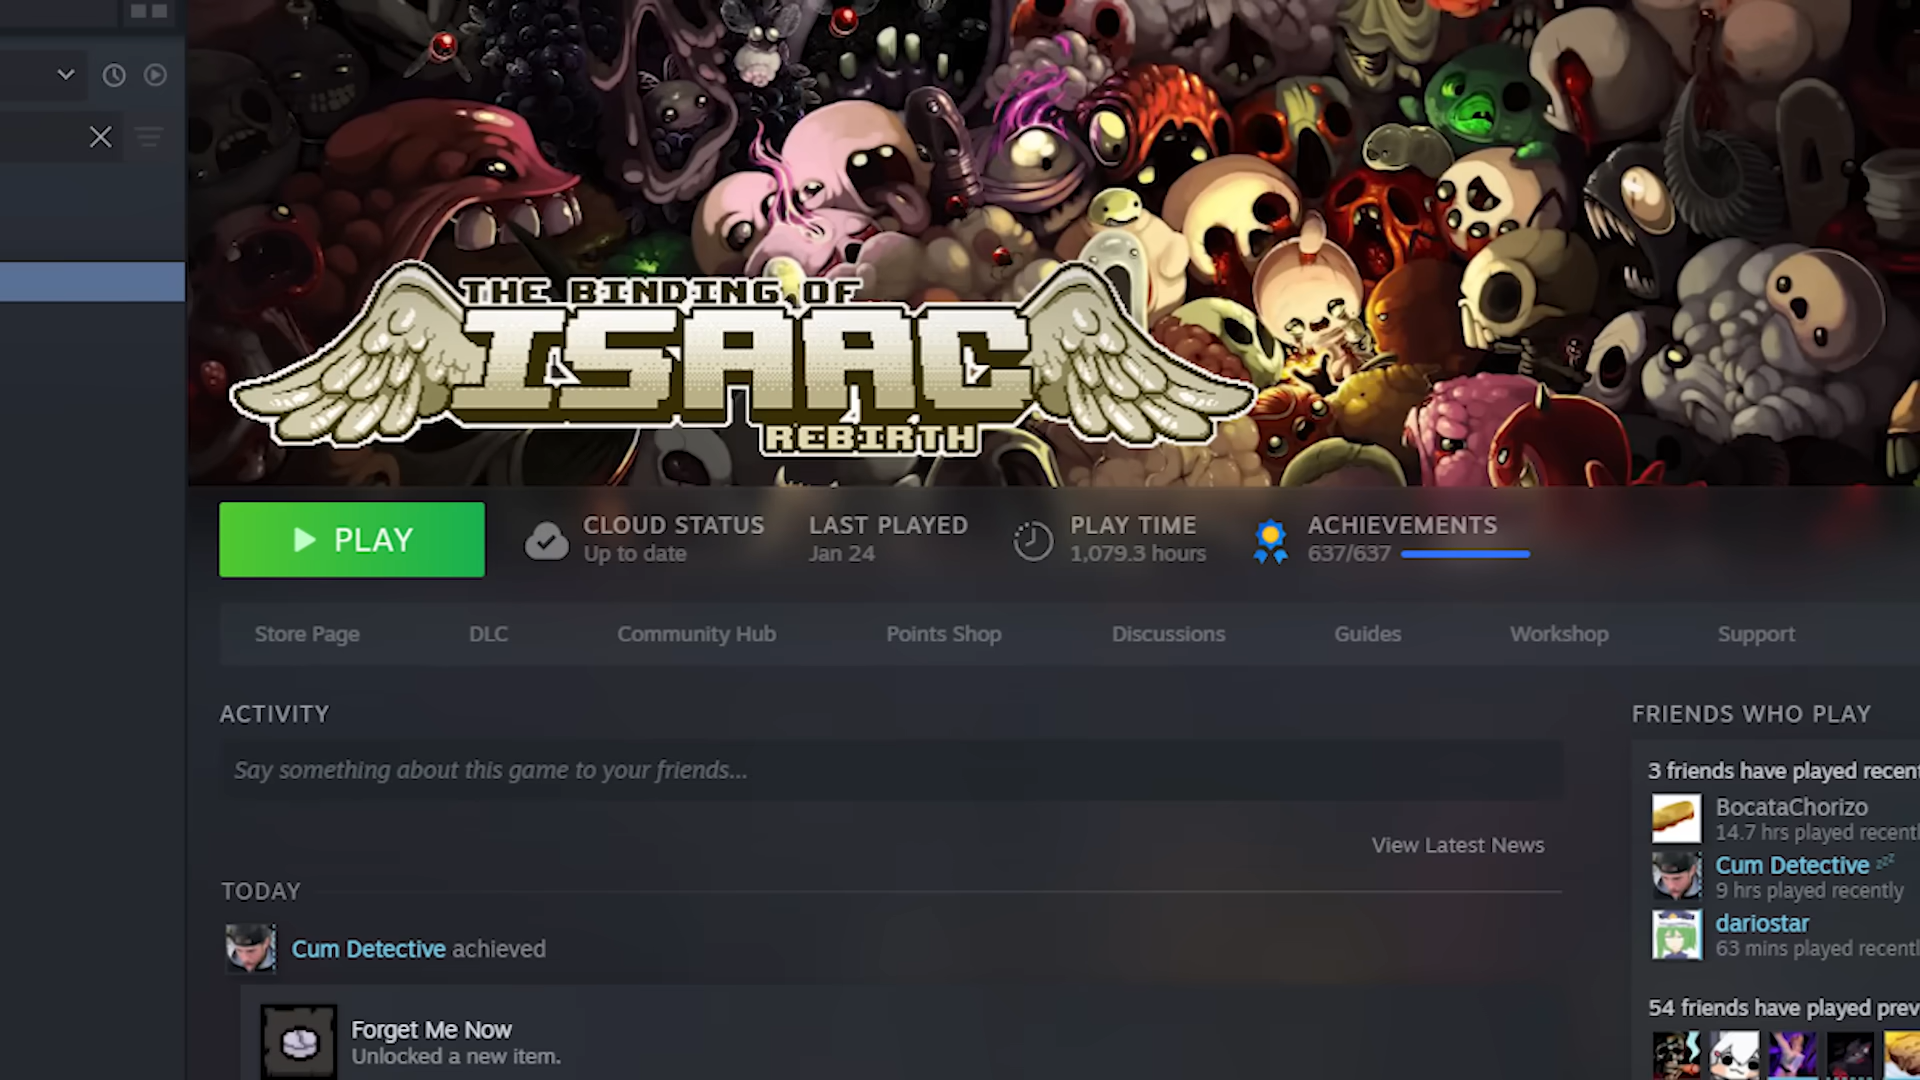 THE BINDING OF
ISAAC
REBIRTH
PLAY
CLOUD STATUS
Up to date
LAST PLAYED
Jan 24
PLAY TIME
1,079.3 hours
ACHIEVEMENTS
637/637
Store Page
DLC
Community Hub
Points Shop
Discussions
Guides
Workshop
Support
ACTIVITY
Say something about this game to your friends...
View Latest News
TODAY
Cum Detective achieved
Forget Me Now
Unlocked a new item.
FRIENDS WHO PLAY
3 friends have played recent
BocataChorizo
14.7 hrs played recentl
Cum Detective zzz
9 hrs played recently
dariostar
63 mins played recentl
54 friends have played prev